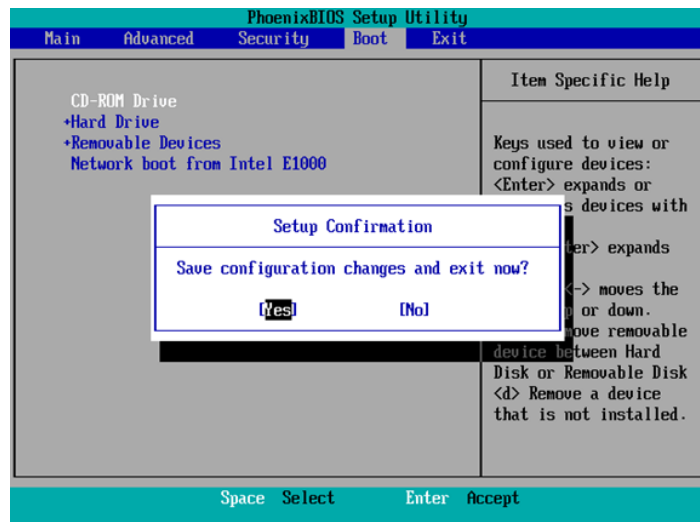 PhoenixBIOS Setup Utility
Main Advanced Security Boot Exit
CD-ROM Drive
+Hard Drive
+Removable Devices
Network boot from Intel E1000
Setup Confirmation
Save configuration changes and exit now?
[Yes] [No]
Item Specific Help
Keys used to view or
configure devices:
<Enter> expands or
s devices with
ter> expands
<-> moves the
p or down.
move removable
device between Hard
Disk or Removable Disk
<d> Remove a device
that is not installed.
Space Select Enter Accept